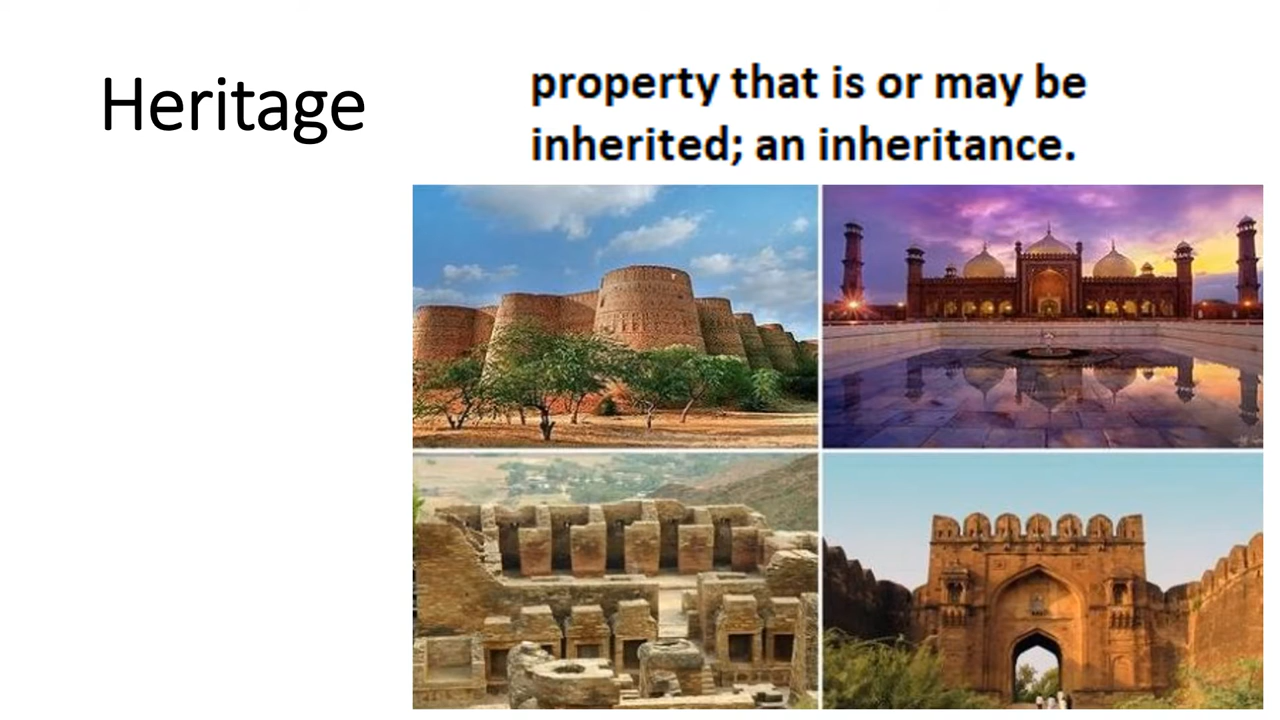 Heritage
property that is or may be
inherited; an inheritance.